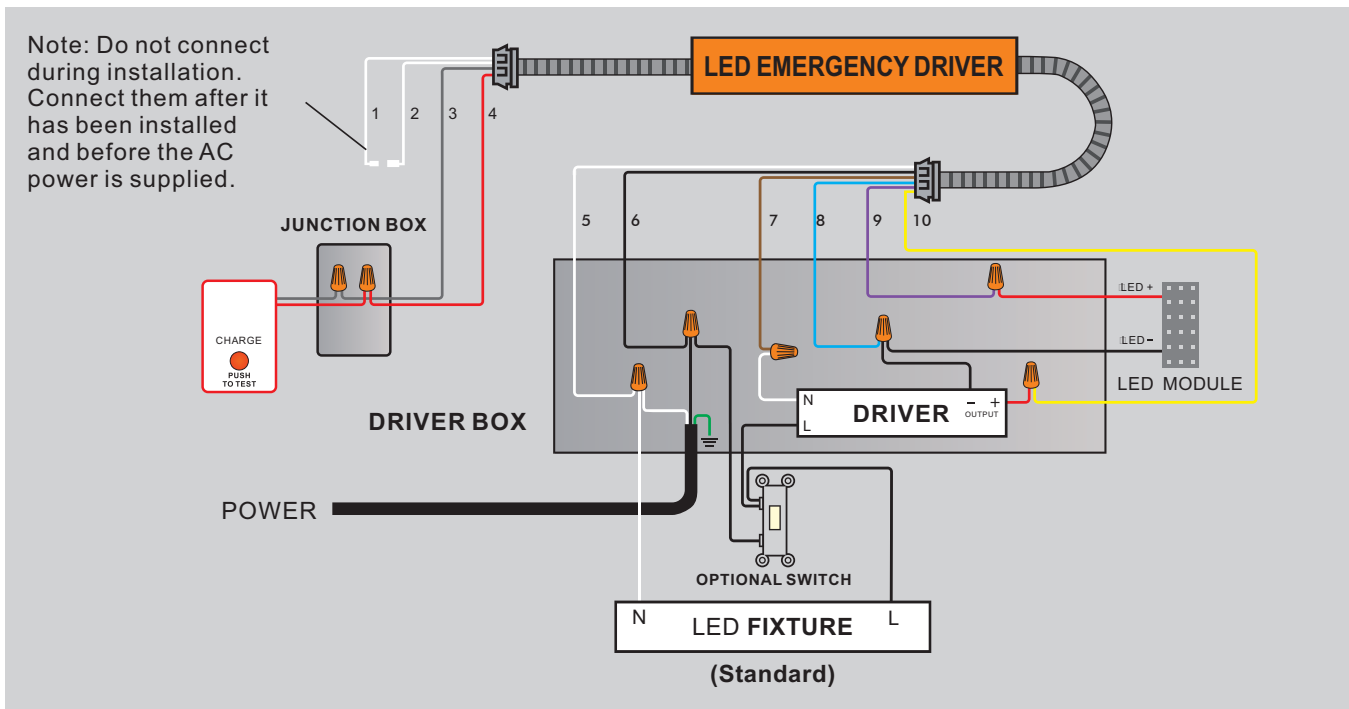 Note: Do not connect
during installation.
Connect them after it
has been installed
and before the AC
power is supplied.
LED EMERGENCY DRIVER
1
2
3
4
JUNCTION BOX
CHARGE
PUSH
TO TEST
5
6
7
8
9
10
LED +
LED -
LED MODULE
DRIVER BOX
N
L
DRIVER
- +
OUTPUT
POWER
OPTIONAL SWITCH
N
LED FIXTURE
L
(Standard)